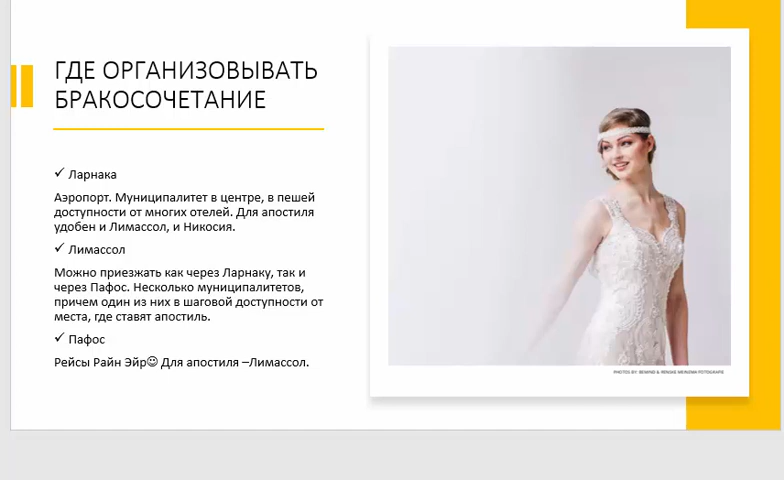 ГДЕ ОРГАНИЗОВЫВАТЬ
БРАКОСОЧЕТАНИЕ
✓ Ларнака
Аэропорт. Муниципалитет в центре, в пешей
доступности от многих отелей. Для апостиля
удобен и Лимассол, и Никосия.
✓ Лимассол
Можно приезжать как через Ларнаку, так и
через Пафос. Несколько муниципалитетов,
причем один из них в шаговой доступности от
места, где ставят апостиль.
✓ Пафос
Рейсы Райн Эйр☺ Для апостиля –Лимассол.
PHOTOS BY: